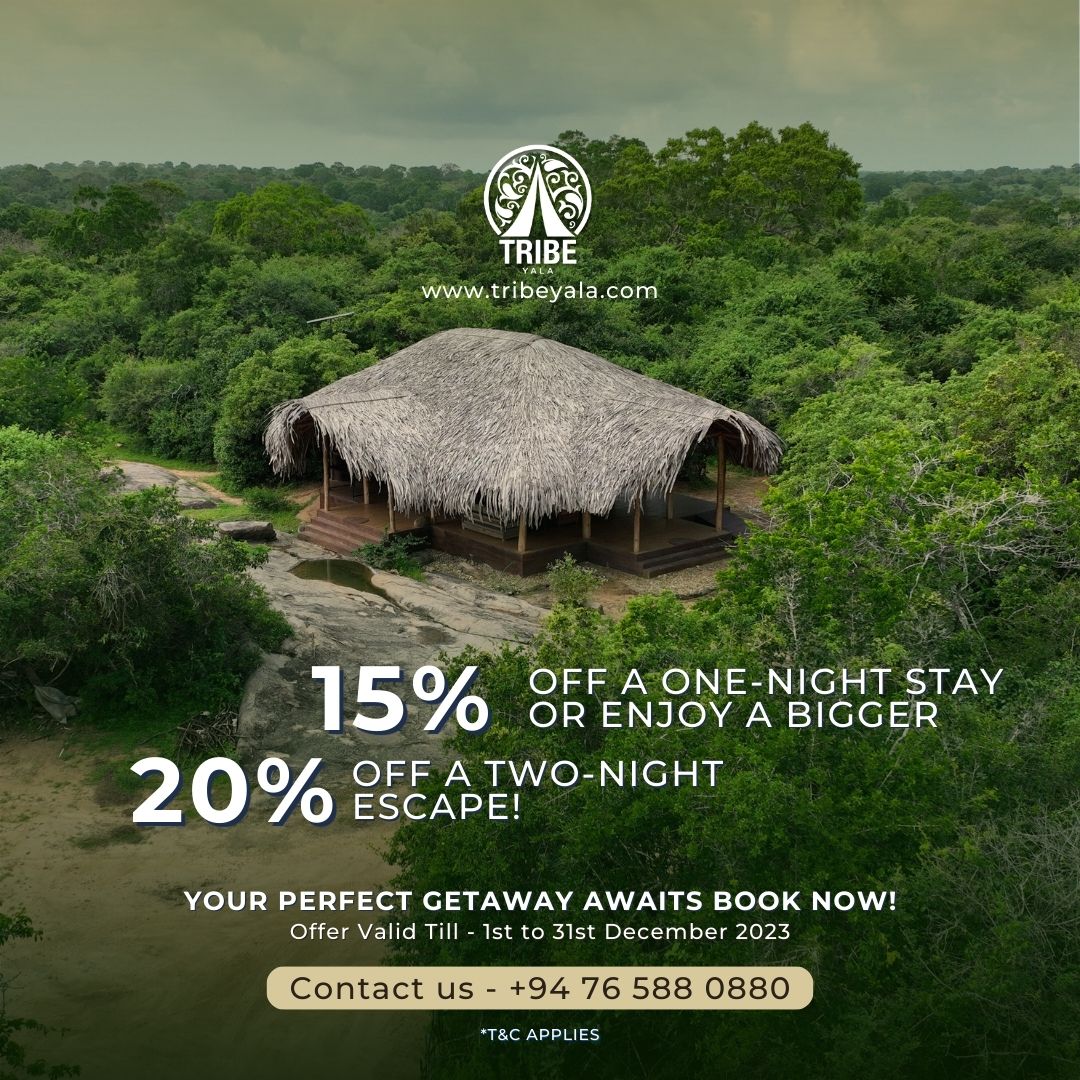 TRIBE
YALA
www.tribeyala.com
15% OFF A ONE-NIGHT STAY
OR ENJOY A BIGGER
20% OFF A TWO-NIGHT
ESCAPE!
YOUR PERFECT GETAWAY AWAITS BOOK NOW!
Offer Valid Till - 1st to 31st December 2023
Contact us - +94 76 588 0880
*T&C APPLIES